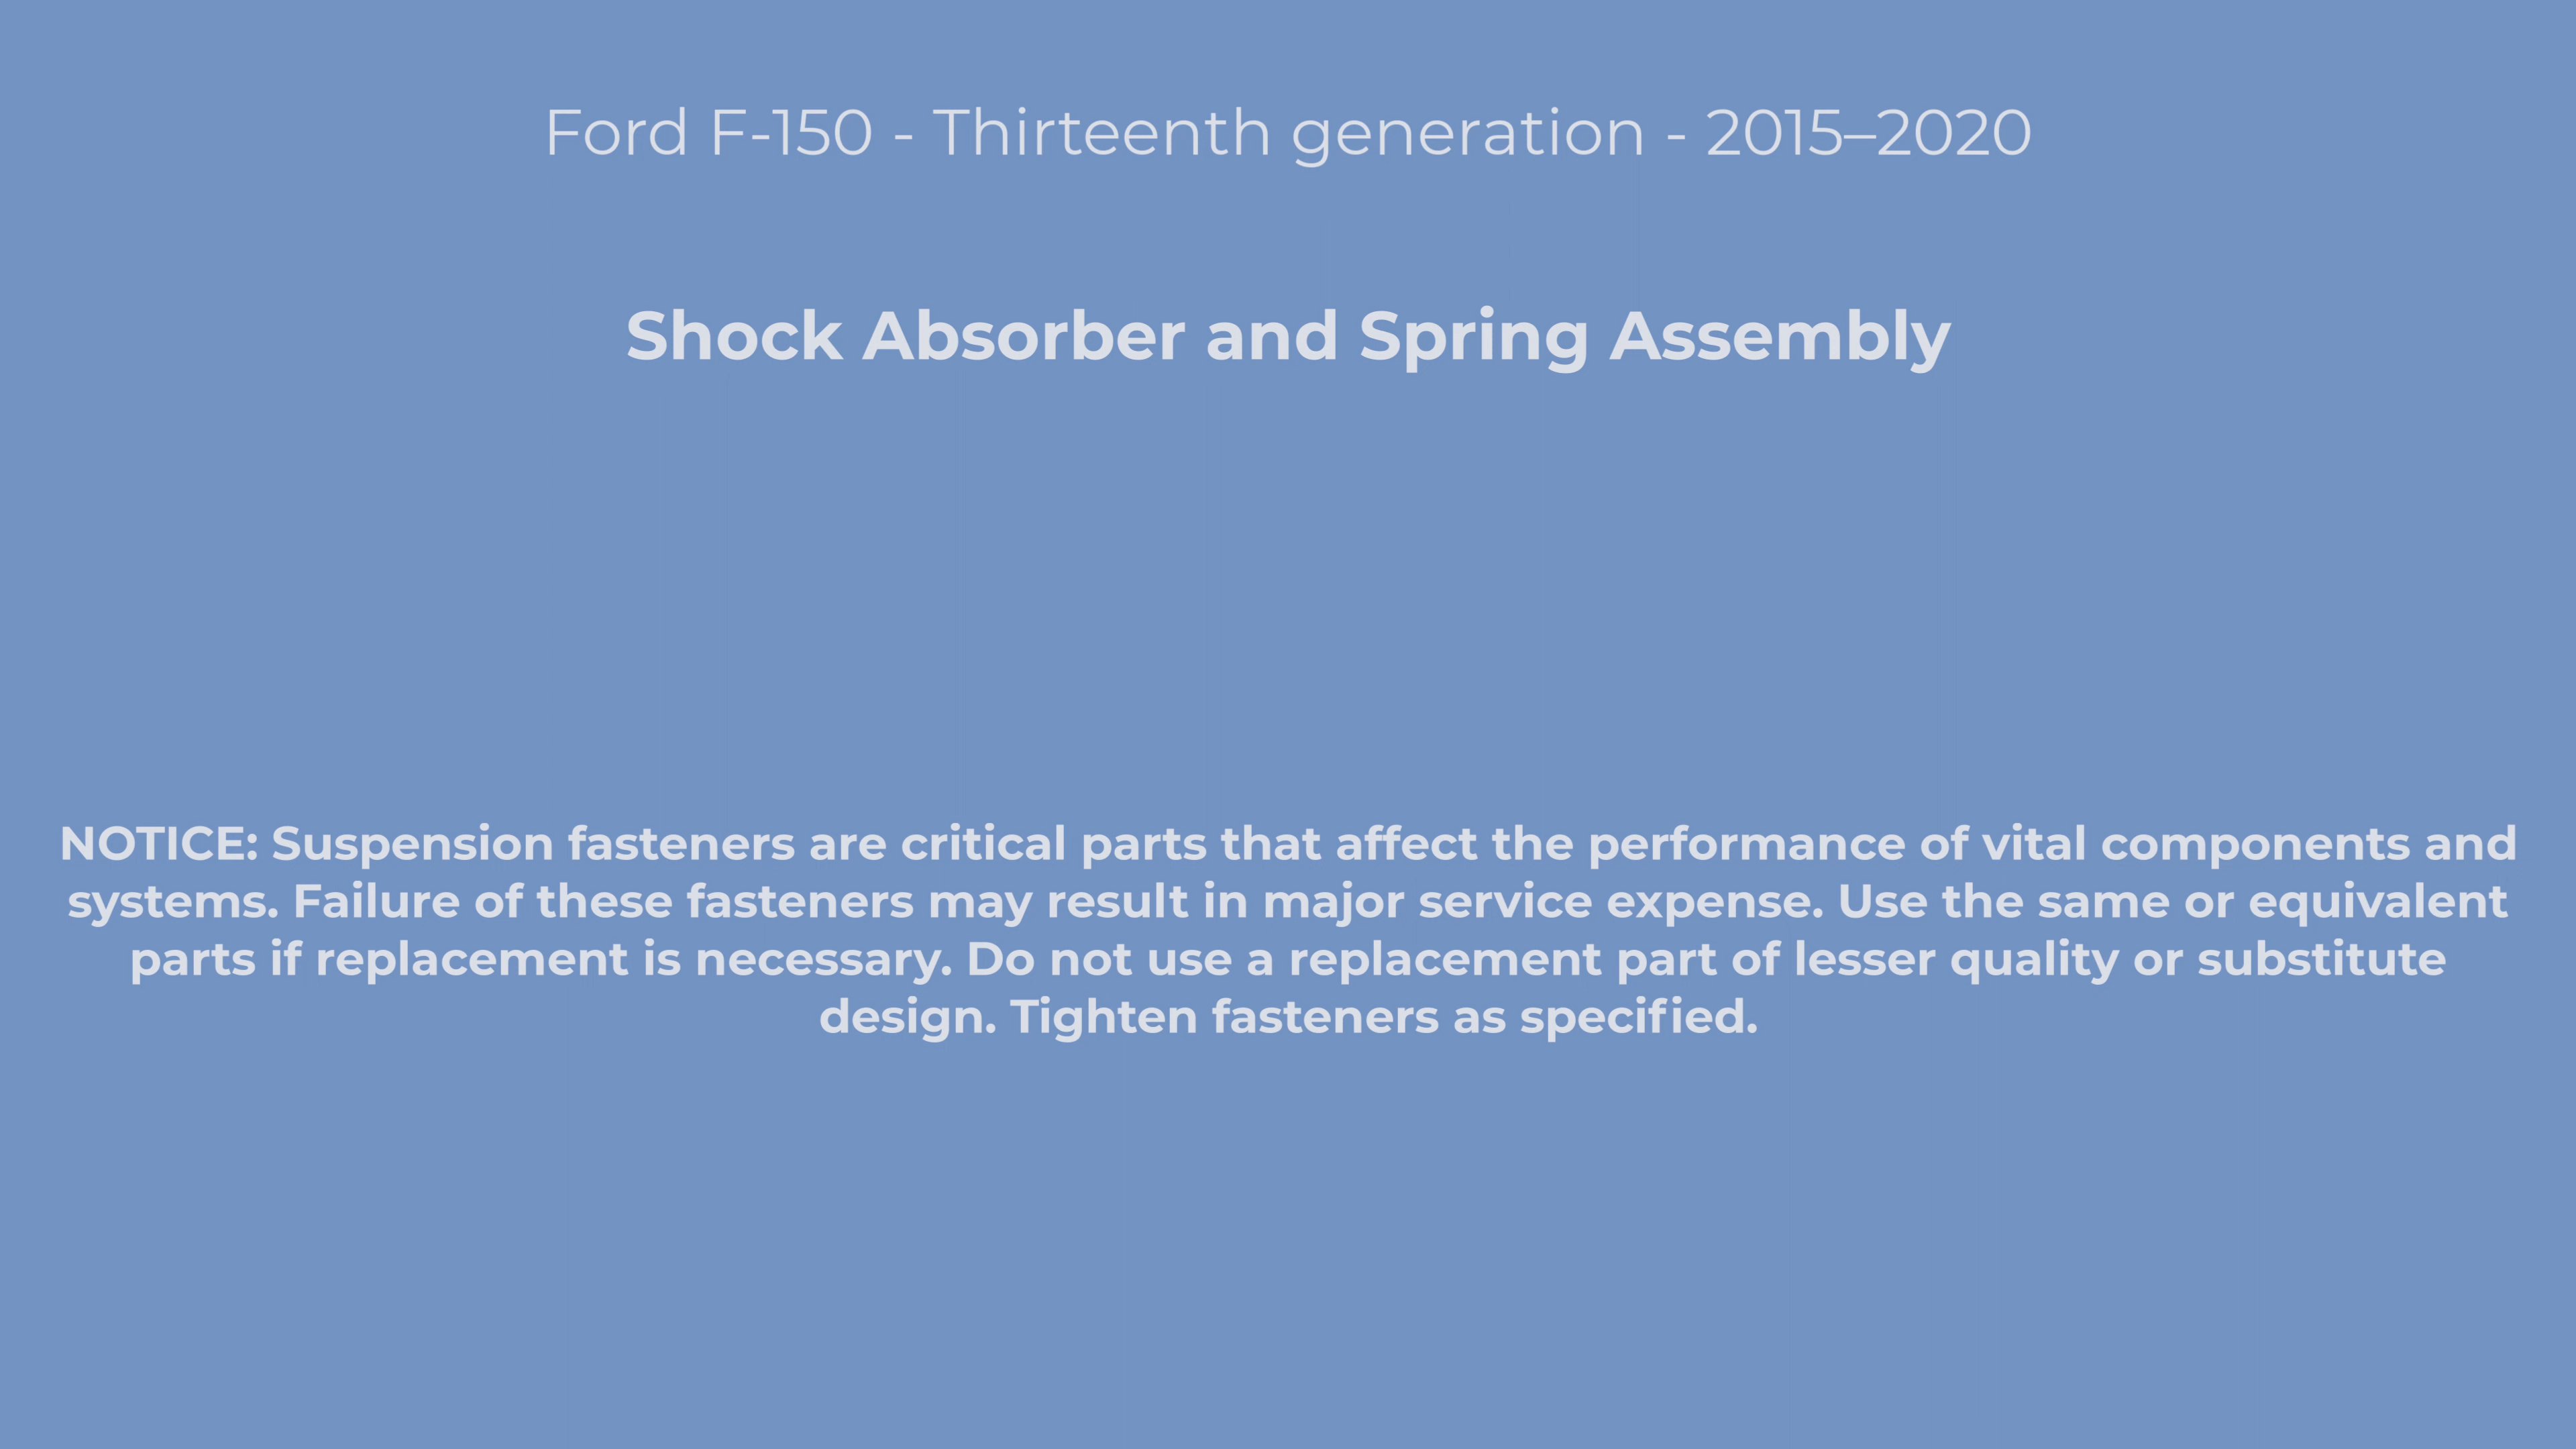 Ford F-150 - Thirteenth generation - 2015–2020
Shock Absorber and Spring Assembly
NOTICE: Suspension fasteners are critical parts that affect the performance of vital components and
systems. Failure of these fasteners may result in major service expense. Use the same or equivalent
parts if replacement is necessary. Do not use a replacement part of lesser quality or substitute
design. Tighten fasteners as specified.